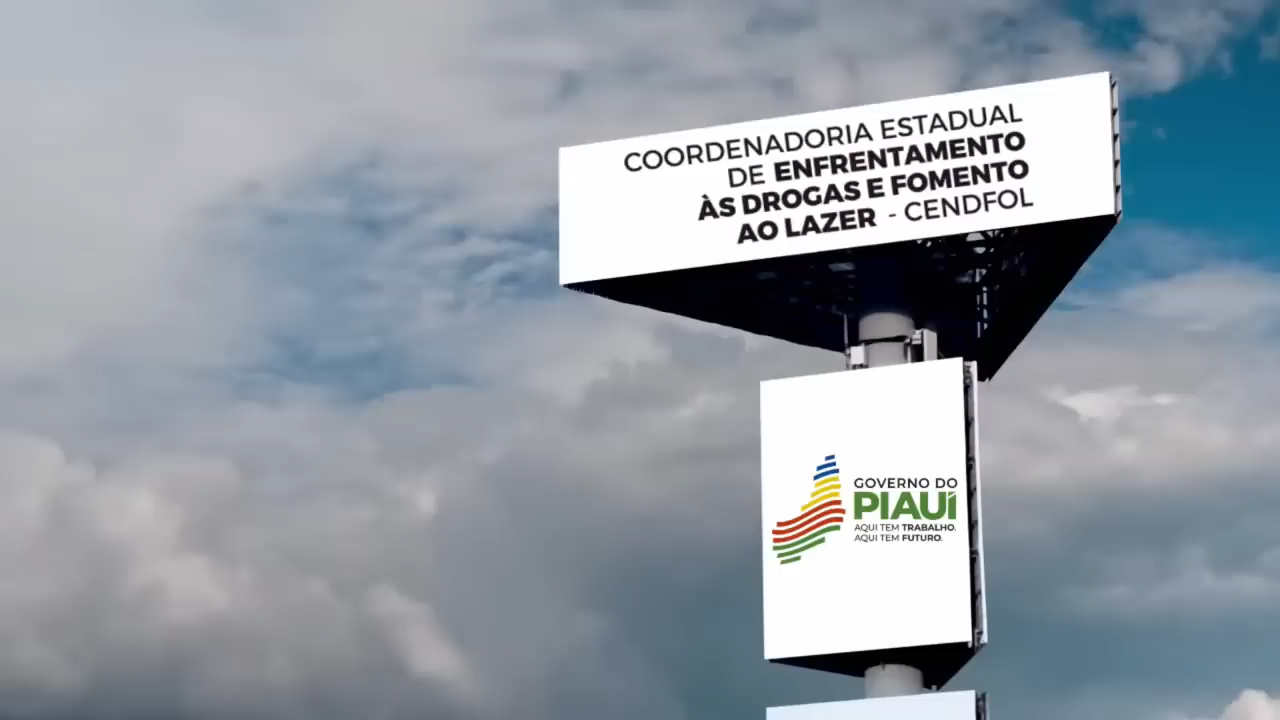 COORDENADORIA ESTADUAL
DE ENFRENTAMENTO
ÀS DROGAS E FOMENTO
AO LAZER - CENDFOL
GOVERNO DO
PIAUÍ
AQUI TEM TRABALHO.
AQUI TEM FUTURO.